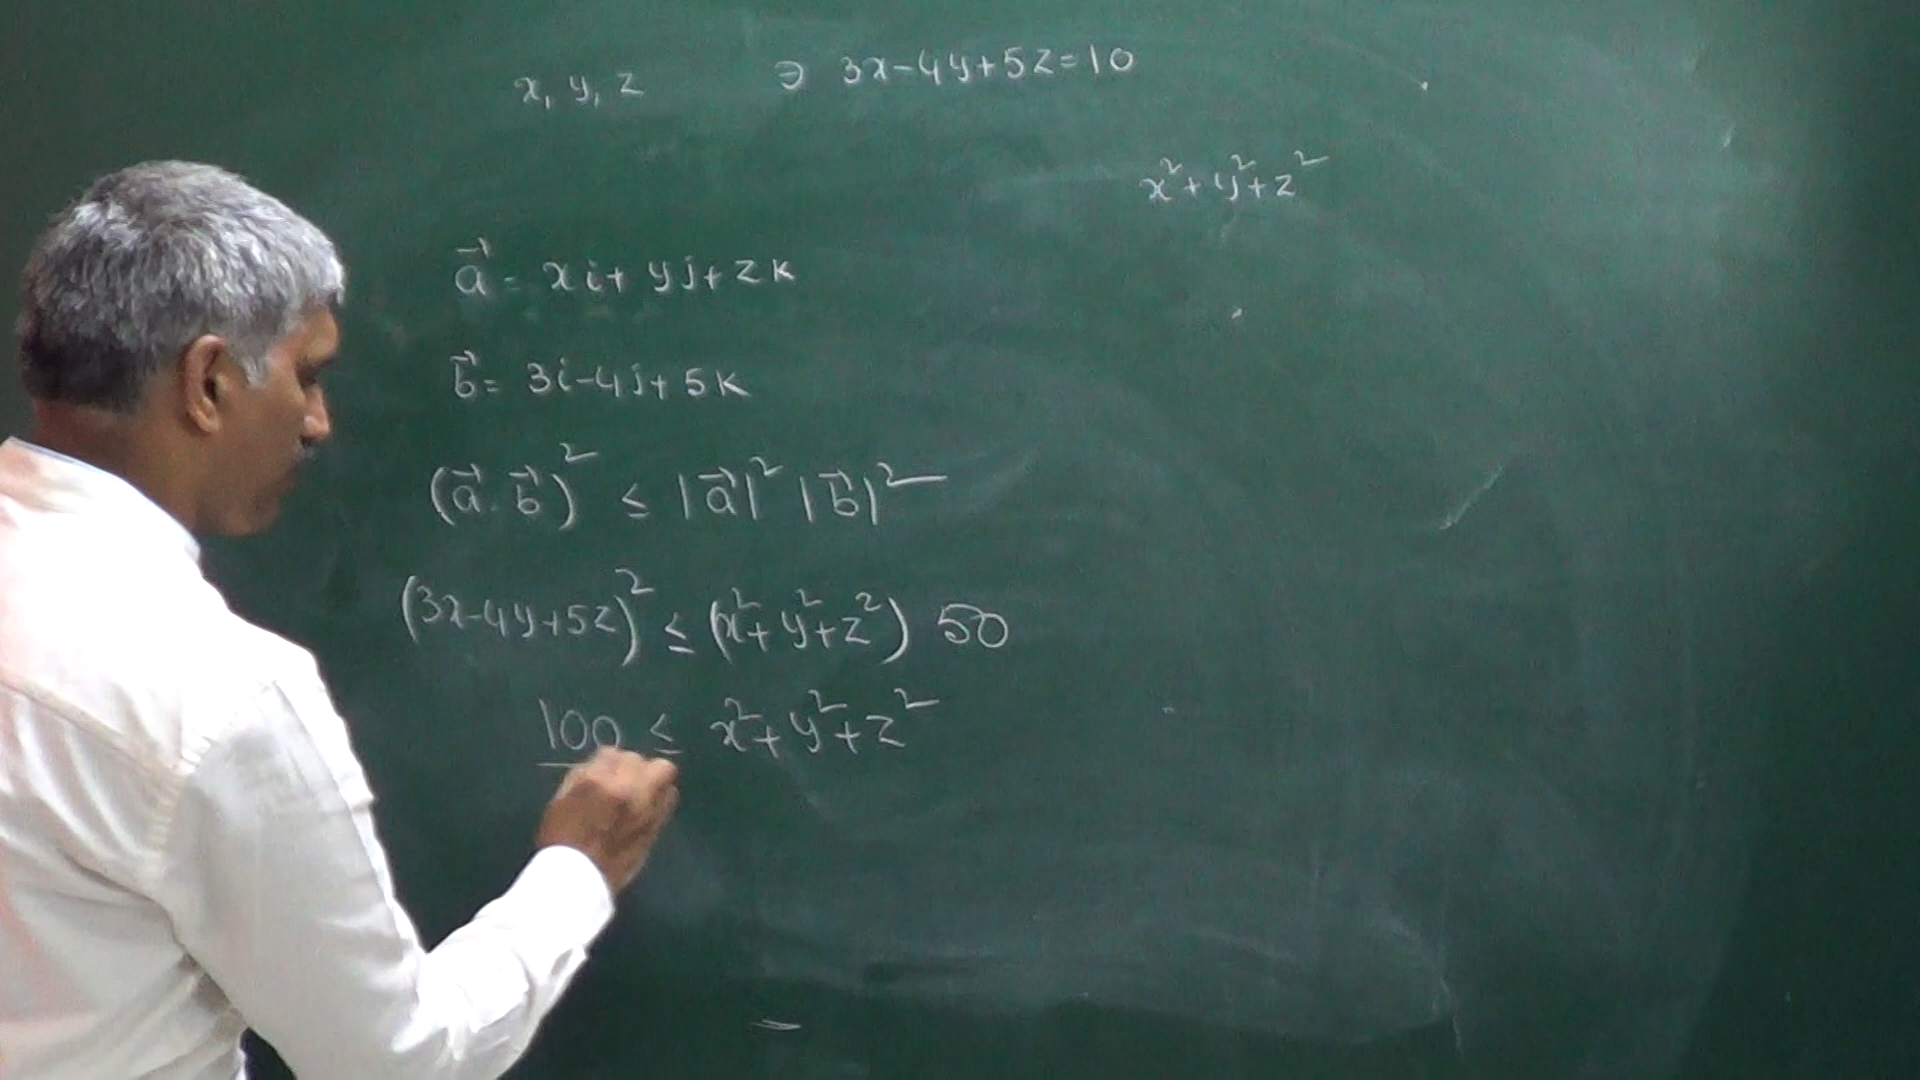 x, y, z ∋ 3x-4y+5z=10
x²+y²+z²
a⃗ = xi+ yj+ zk
b⃗ = 3i-4j+ 5k
(a⃗. b⃗)² ≤ |a⃗|² |b⃗|²
(3x-4y+5z)² ≤ (x²+y²+z²) 50
100 ≤ x²+y²+z²